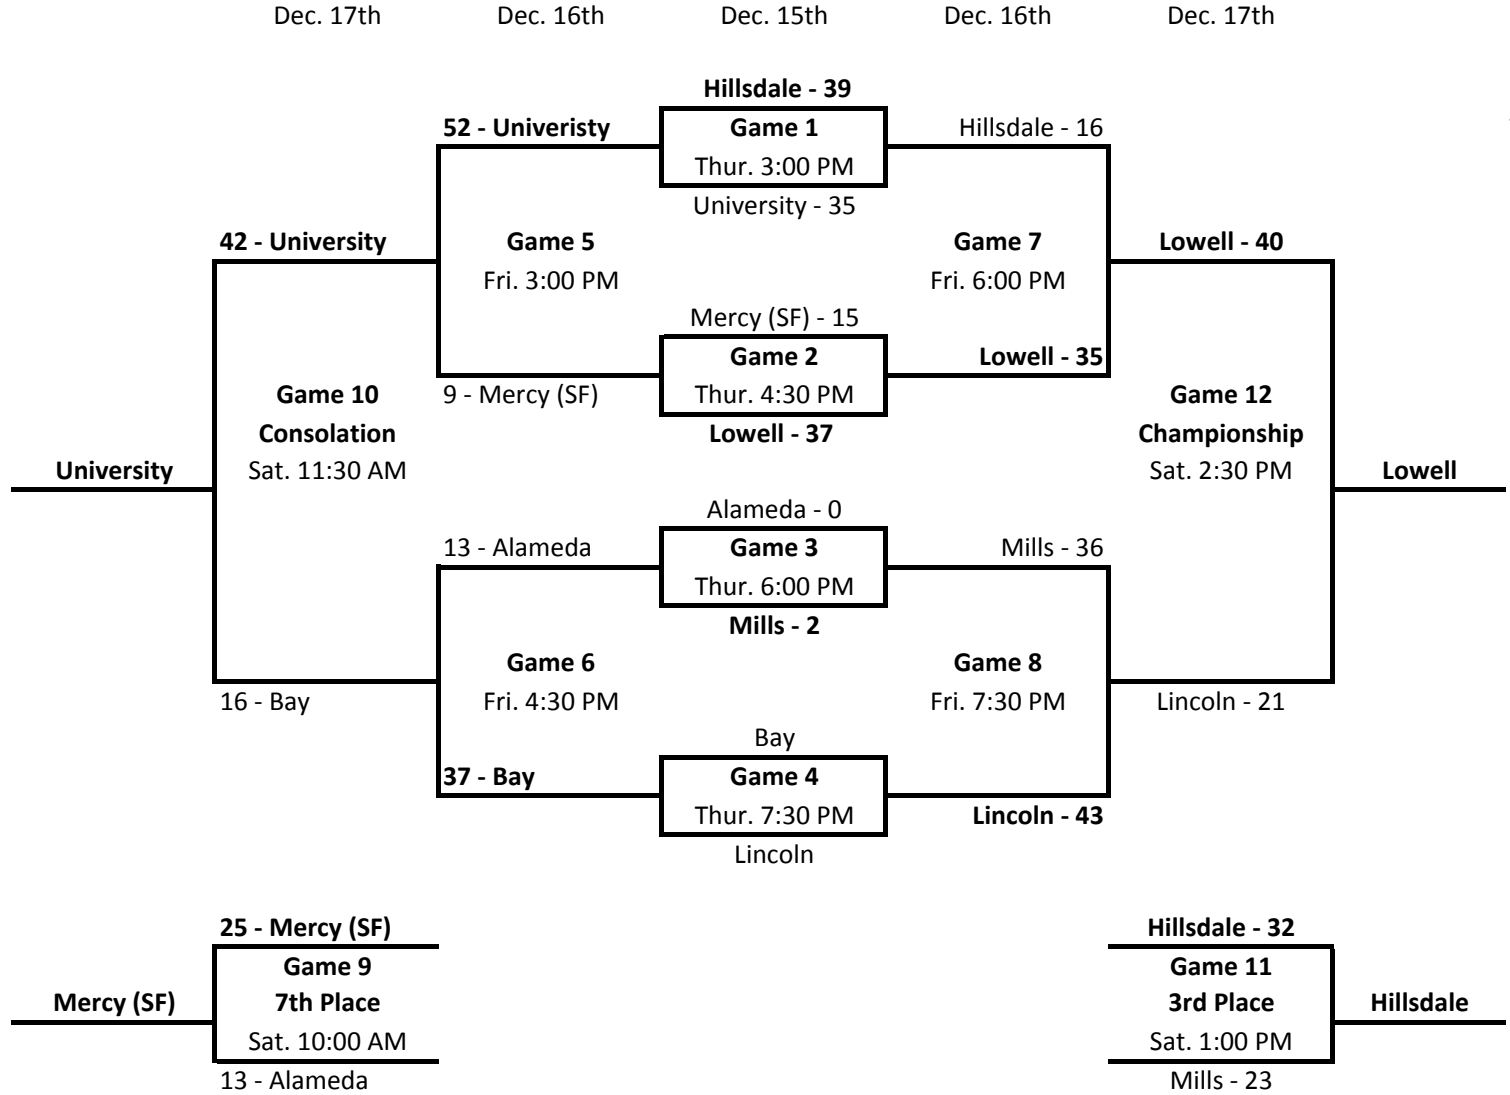 Dec. 17th Dec. 16th Dec. 15th Dec. 16th Dec. 17th
Hillsdale - 39
52 - Univeristy Game 1 Hillsdale - 16
Thur. 3:00 PM
University - 35
42 - University Game 5 Game 7 Lowell - 40
Fri. 3:00 PM Fri. 6:00 PM
Mercy (SF) - 15
Game 2 Lowell - 35
Game 10 9 - Mercy (SF) Thur. 4:30 PM Game 12
Consolation Lowell - 37 Championship
University Sat. 11:30 AM Sat. 2:30 PM Lowell
Alameda - 0
13 - Alameda Game 3 Mills - 36
Thur. 6:00 PM
Mills - 2
Game 6 Game 8
16 - Bay Fri. 4:30 PM Fri. 7:30 PM Lincoln - 21
Bay
37 - Bay Game 4
Thur. 7:30 PM Lincoln - 43
Lincoln
25 - Mercy (SF) Hillsdale - 32
Game 9 Game 11
Mercy (SF) 7th Place 3rd Place Hillsdale
Sat. 10:00 AM Sat. 1:00 PM
13 - Alameda Mills - 23